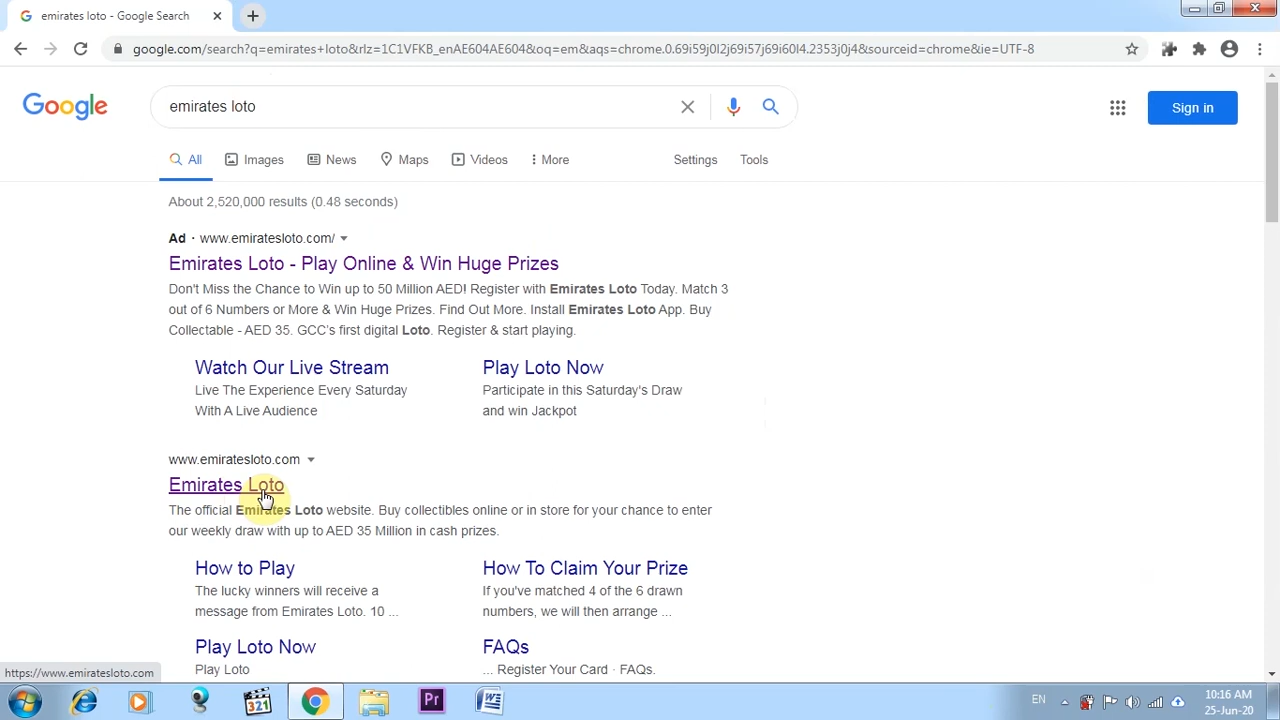 emirates loto - Google Search
google.com/search?q=emirates+loto&rlz=1C1VFKB_enAE604AE604&oq=em&aqs=chrome.0.69i59j0l2j69i57j69i60l4.2353j0j4&sourceid=chrome&ie=UTF-8
Google
emirates loto
Sign in
All Images News Maps Videos More Settings Tools
About 2,520,000 results (0.48 seconds)
Ad · www.emiratesloto.com/
Emirates Loto - Play Online & Win Huge Prizes
Don't Miss the Chance to Win up to 50 Million AED! Register with Emirates Loto Today. Match 3
out of 6 Numbers or More & Win Huge Prizes. Find Out More. Install Emirates Loto App. Buy
Collectable - AED 35. GCC's first digital Loto. Register & start playing.
Watch Our Live Stream Play Loto Now
Live The Experience Every Saturday Participate in this Saturday's Draw
With A Live Audience and win Jackpot
www.emiratesloto.com
Emirates Loto
The official Emirates Loto website. Buy collectibles online or in store for your chance to enter
our weekly draw with up to AED 35 Million in cash prizes.
How to Play How To Claim Your Prize
The lucky winners will receive a If you've matched 4 of the 6 drawn
message from Emirates Loto. 10 ... numbers, we will then arrange ...
Play Loto Now FAQs
Play Loto ... Register Your Card · FAQs.
https://www.emiratesloto.com
321 Pr W EN 10:16 AM
25-Jun-20